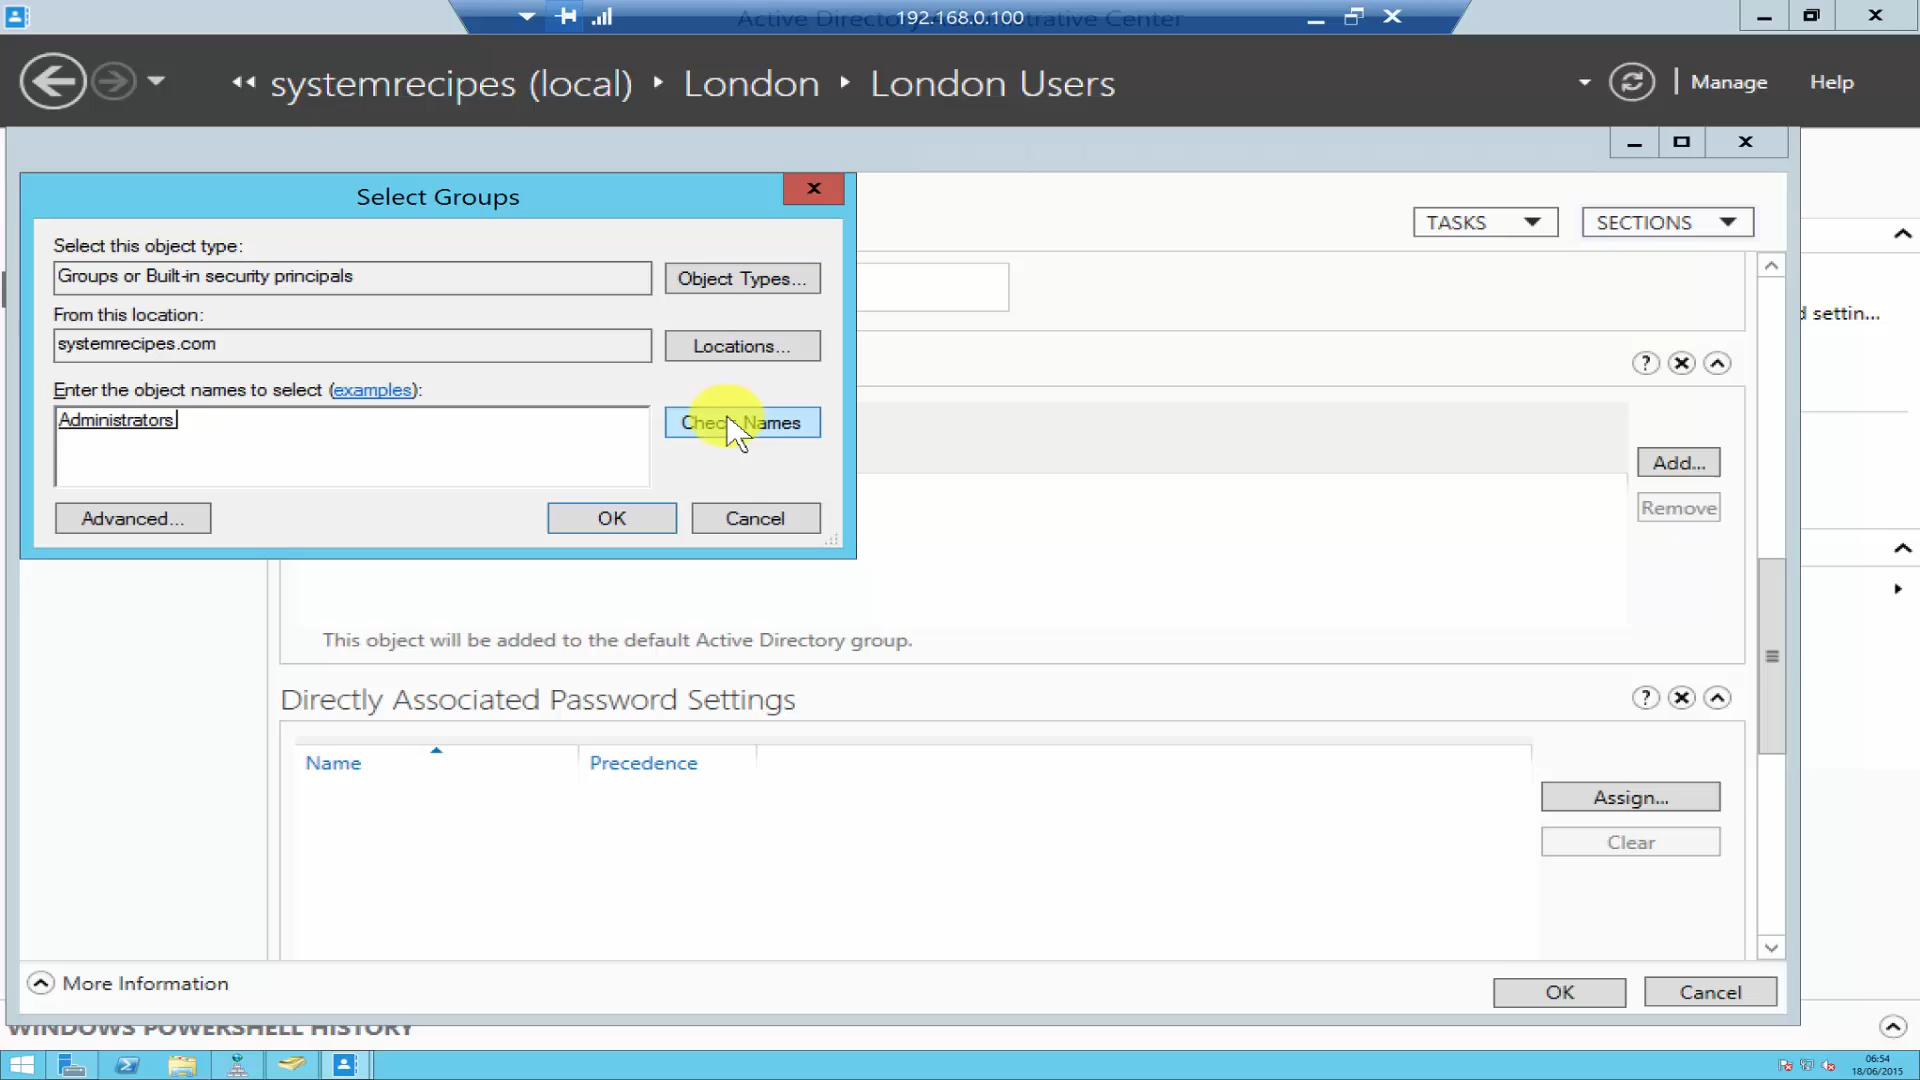 Active Directory Administrative Center
192.168.0.100
systemrecipes (local) London London Users
Manage Help
Select Groups
TASKS SECTIONS
Select this object type:
Groups or Built-in security principals
Object Types...
From this location:
systemrecipes.com
Locations...
d settin...
Enter the object names to select (examples):
Administrators
Check Names
Add...
Remove
Advanced...
OK
Cancel
This object will be added to the default Active Directory group.
Directly Associated Password Settings
Name Precedence
Assign...
Clear
More Information
OK Cancel
WINDOWS POWERSHELL HISTORY
06:54
18/06/2015